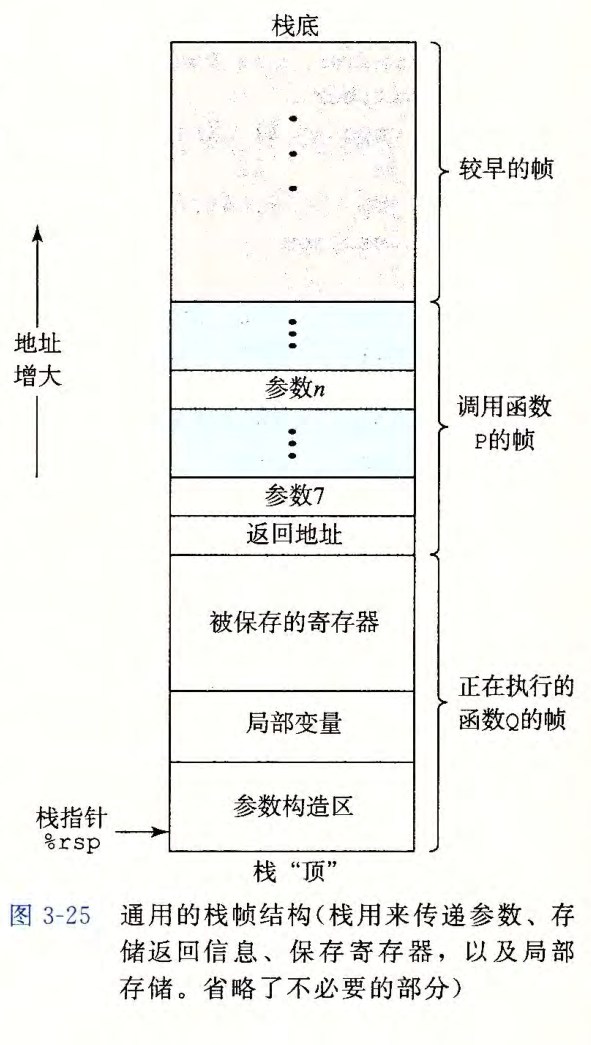 栈底
较早的帧
地址
增大
参数n
调用函数
P的帧
参数7
返回地址
被保存的寄存器
正在执行的
函数Q的帧
局部变量
参数构造区
栈指针
%rsp
栈“顶”
图 3-25 通用的栈帧结构(栈用来传递参数、存
储返回信息、保存寄存器，以及局部
存储。省略了不必要的部分)